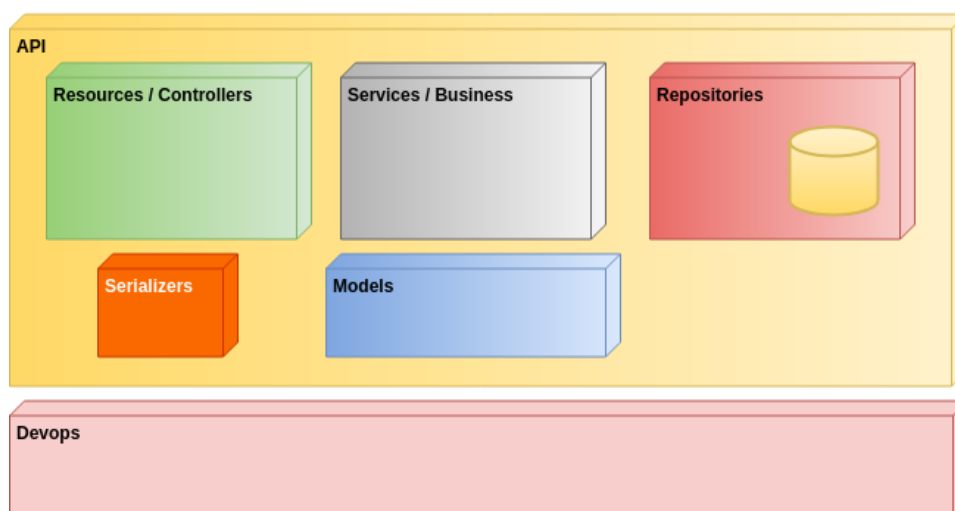 API
Resources / Controllers
Services / Business
Repositories
Serializers
Models
Devops